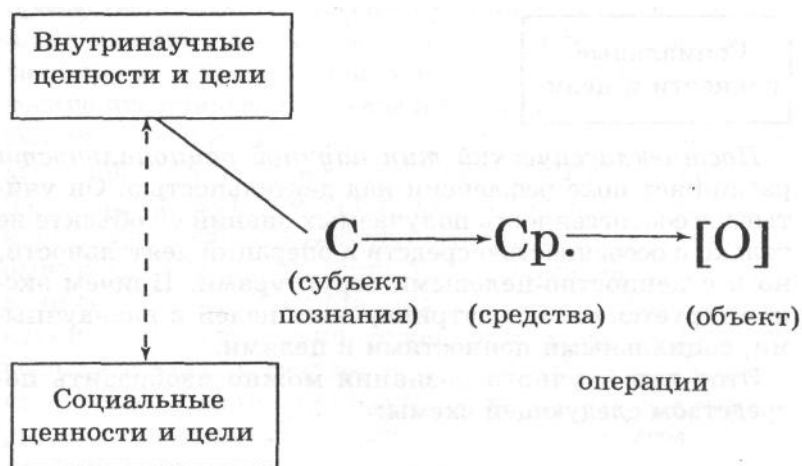 Внутринаучные
ценности и цели
С
Ср.
[О]
(субъект
познания)
(средства)
(объект)
операции
Социальные
ценности и цели